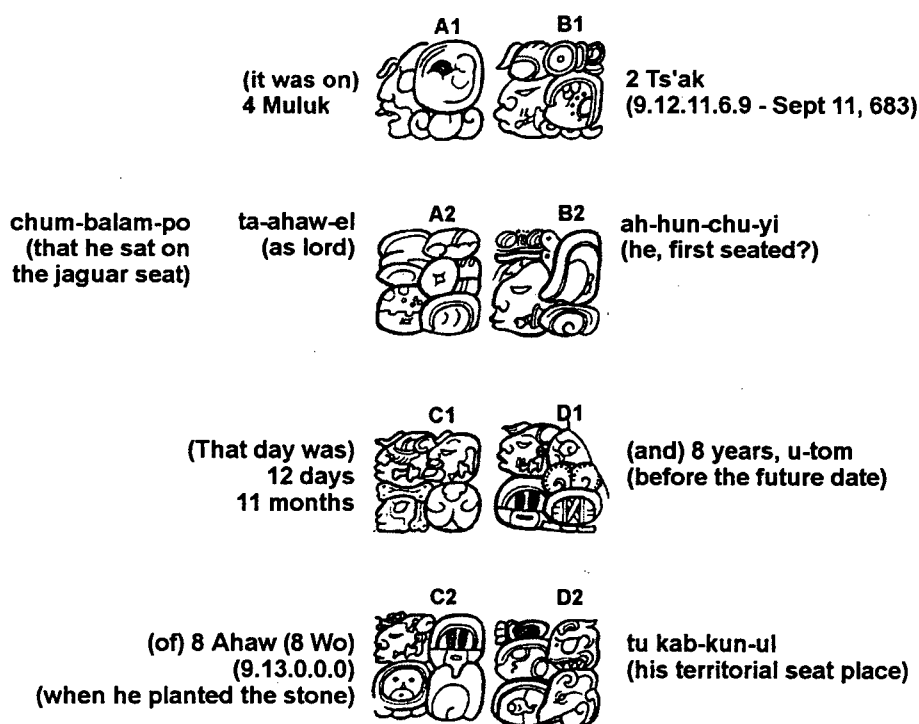 A1 B1
(it was on)
4 Muluk
2 Ts'ak
(9.12.11.6.9 - Sept 11, 683)
chum-balam-po
(that he sat on
the jaguar seat)
ta-ahaw-el
(as lord)
A2 B2
ah-hun-chu-yi
(he, first seated?)
C1 D1
(That day was)
12 days
11 months
(and) 8 years, u-tom
(before the future date)
C2 D2
(of) 8 Ahaw (8 Wo)
(9.13.0.0.0)
(when he planted the stone)
tu kab-kun-ul
(his territorial seat place)